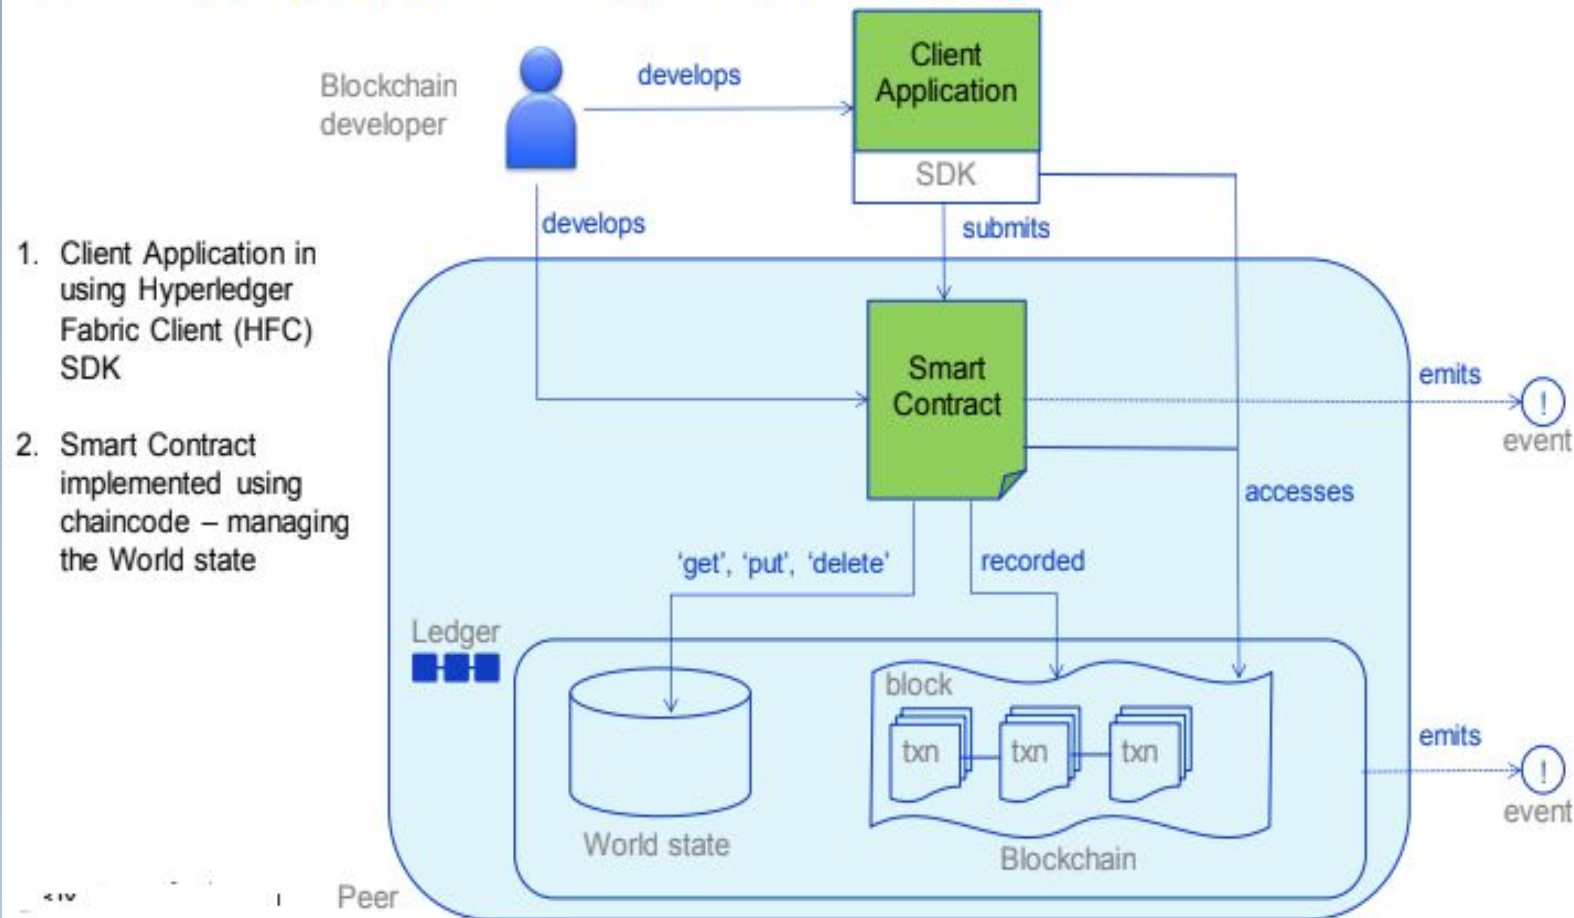 Client
Application
SDK
Blockchain
developer
develops
develops
submits
1. Client Application in
using Hyperledger
Fabric Client (HFC)
SDK
2. Smart Contract
implemented using
chaincode – managing
the World state
Smart
Contract
emits
event
accesses
‘get’, ‘put’, ‘delete’
recorded
Ledger
block
txn
txn
txn
World state
Blockchain
emits
event
Peer